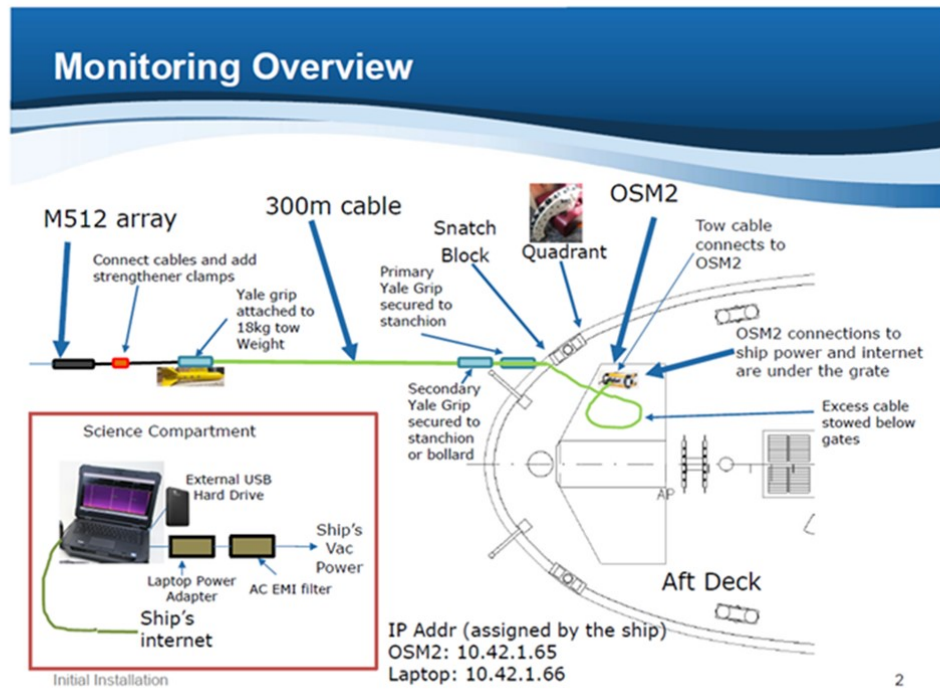 Monitoring Overview
M512 array
300m cable
Snatch
Block
Quadrant
OSM2
Tow cable
connects to
OSM2
Connect cables and add
strengthener clamps
Yale grip
attached to
18kg tow
Weight
Primary
Yale Grip
secured to
stanchion
OSM2 connections to
ship power and internet
are under the grate
Secondary
Yale Grip
secured to
stanchion
or bollard
Excess cable
stowed below
gates
Science Compartment
External USB
Hard Drive
Ship's
Vac
Power
Laptop Power
Adapter
AC EMI filter
Ship's
internet
AP
Aft Deck
IP Addr (assigned by the ship)
OSM2: 10.42.1.65
Laptop: 10.42.1.66
Initial Installation
2